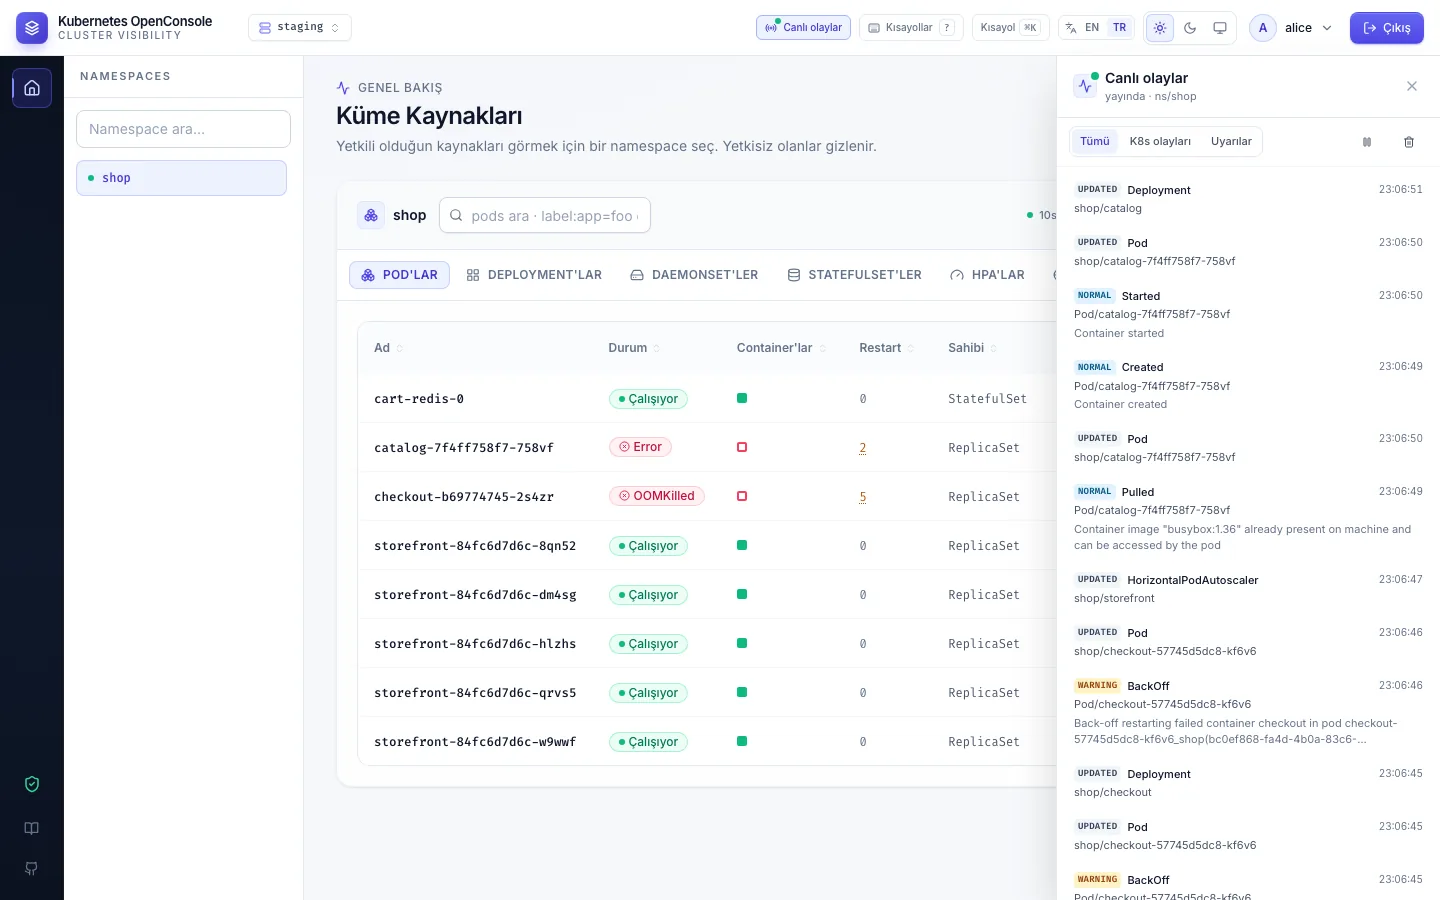 Kubernetes OpenConsole
CLUSTER VISIBILITY
staging
Canlı olaylar
Kısayollar ?
Kısayol ⌘K
EN TR
A alice
Çıkış
NAMESPACES
Namespace ara...
shop
GENEL BAKIŞ
Küme Kaynakları
Yetkili olduğun kaynakları görmek için bir namespace seç. Yetkisiz olanlar gizlenir.
shop
pods ara · label:app=foo
10s
POD'LAR DEPLOYMENT'LAR DAEMONSET'LER STATEFULSET'LER HPA'LAR
Ad Durum Container'lar Restart Sahibi
cart-redis-0 Çalışıyor 0 StatefulSet
catalog-7f4ff758f7-758vf Error 2 ReplicaSet
checkout-b69774745-2s4zr OOMKilled 5 ReplicaSet
storefront-84fc6d7d6c-8qn52 Çalışıyor 0 ReplicaSet
storefront-84fc6d7d6c-dm4sg Çalışıyor 0 ReplicaSet
storefront-84fc6d7d6c-hlzhs Çalışıyor 0 ReplicaSet
storefront-84fc6d7d6c-qrvs5 Çalışıyor 0 ReplicaSet
storefront-84fc6d7d6c-w9wwf Çalışıyor 0 ReplicaSet
Canlı olaylar
yayında · ns/shop
Tümü K8s olayları Uyarılar
UPDATED Deployment 23:06:51
shop/catalog
UPDATED Pod 23:06:50
shop/catalog-7f4ff758f7-758vf
NORMAL Started 23:06:50
Pod/catalog-7f4ff758f7-758vf
Container started
NORMAL Created 23:06:49
Pod/catalog-7f4ff758f7-758vf
Container created
UPDATED Pod 23:06:50
shop/catalog-7f4ff758f7-758vf
NORMAL Pulled 23:06:49
Pod/catalog-7f4ff758f7-758vf
Container image "busybox:1.36" already present on machine and
can be accessed by the pod
UPDATED HorizontalPodAutoscaler 23:06:47
shop/storefront
UPDATED Pod 23:06:46
shop/checkout-57745d5dc8-kf6v6
WARNING BackOff 23:06:46
Pod/checkout-57745d5dc8-kf6v6
Back-off restarting failed container checkout in pod checkout-
57745d5dc8-kf6v6_shop(bc0ef868-fa4d-4b0a-83c6-...
UPDATED Deployment 23:06:45
shop/checkout
UPDATED Pod 23:06:45
shop/checkout-57745d5dc8-kf6v6
WARNING BackOff 23:06:45
Pod/checkout-57745d5dc8-kf6v6